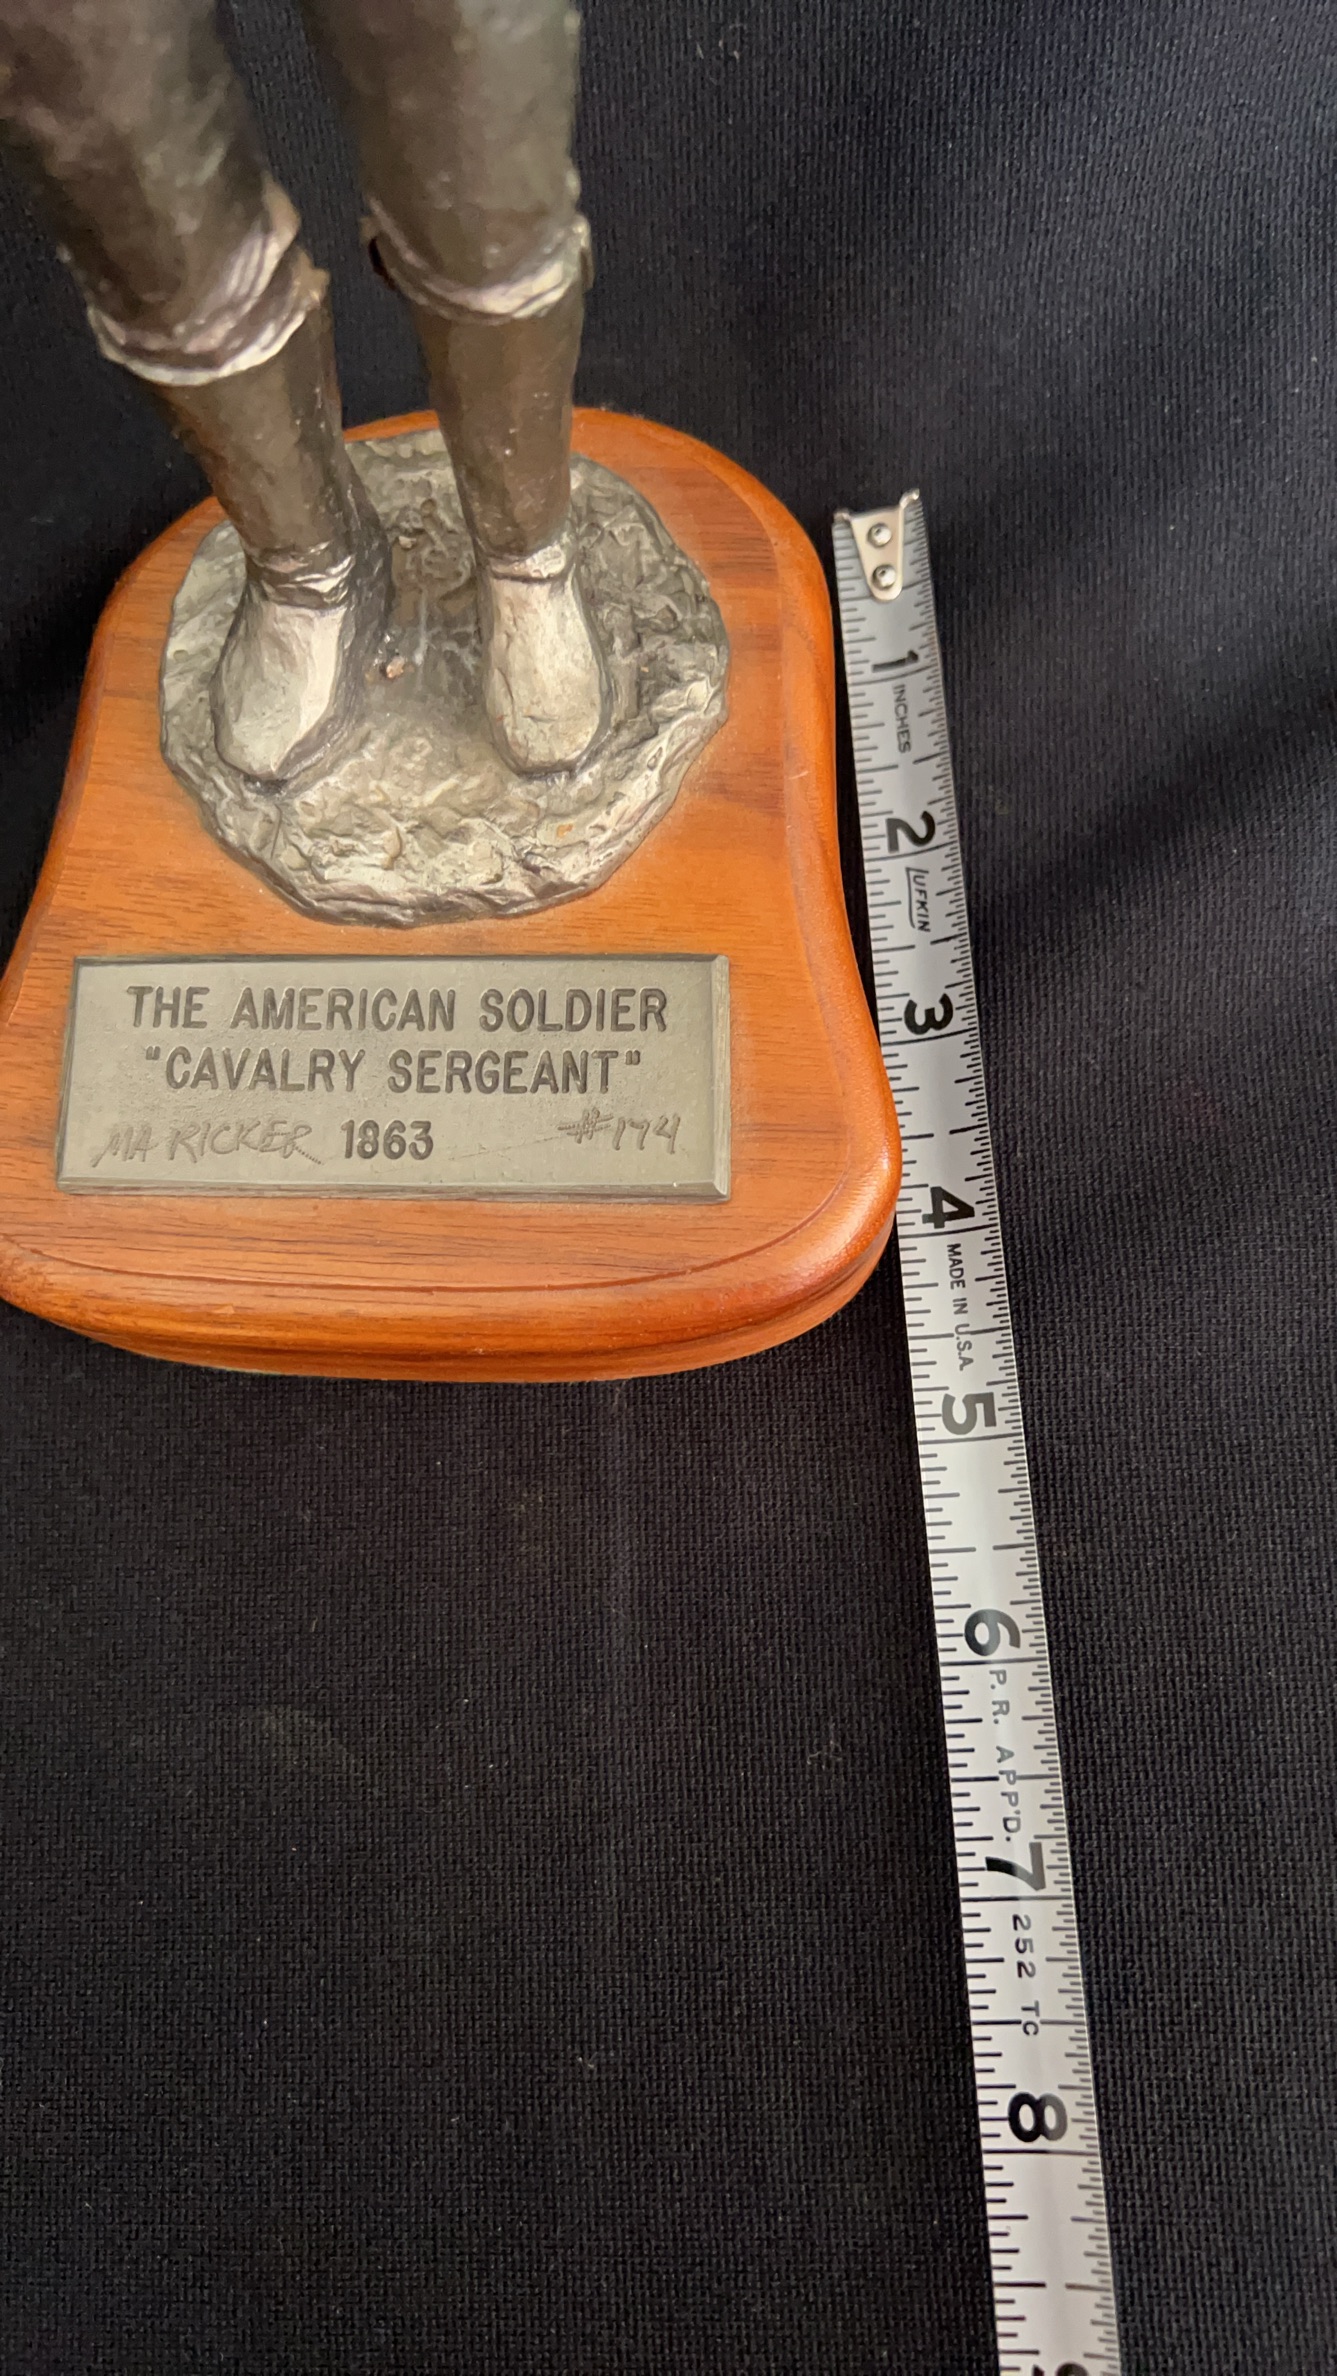 THE AMERICAN SOLDIER
"CAVALRY SERGEANT"
MA RICKER 1863 #174
1
INCHES
2
LUFKIN
3
4
MADE IN U.S.A.
5
6
P.R. APP'D.
7
252 TC
8